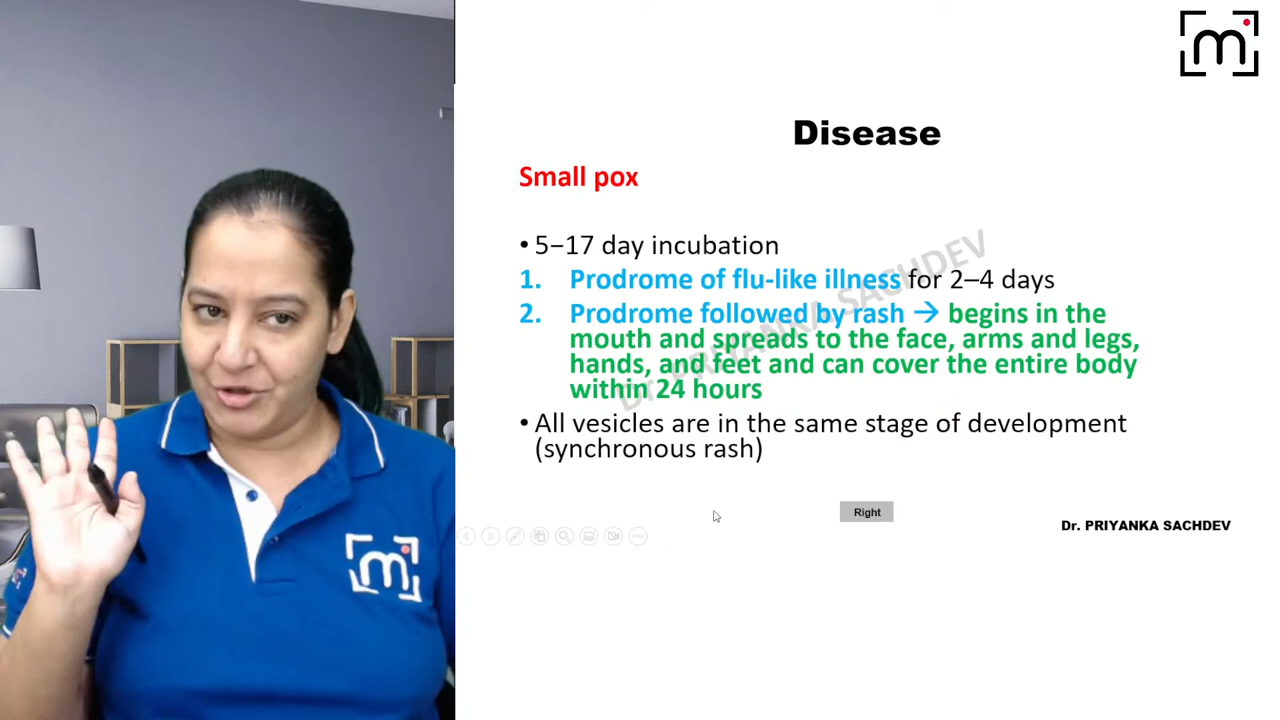 Disease
Small pox
• 5–17 day incubation
1. Prodrome of flu-like illness for 2–4 days
2. Prodrome followed by rash → begins in the
mouth and spreads to the face, arms and legs,
hands, and feet and can cover the entire body
within 24 hours
• All vesicles are in the same stage of development
(synchronous rash)
Dr. PRIYANKA SACHDEV
Right
Dr. PRIYANKA SACHDEV
m
m